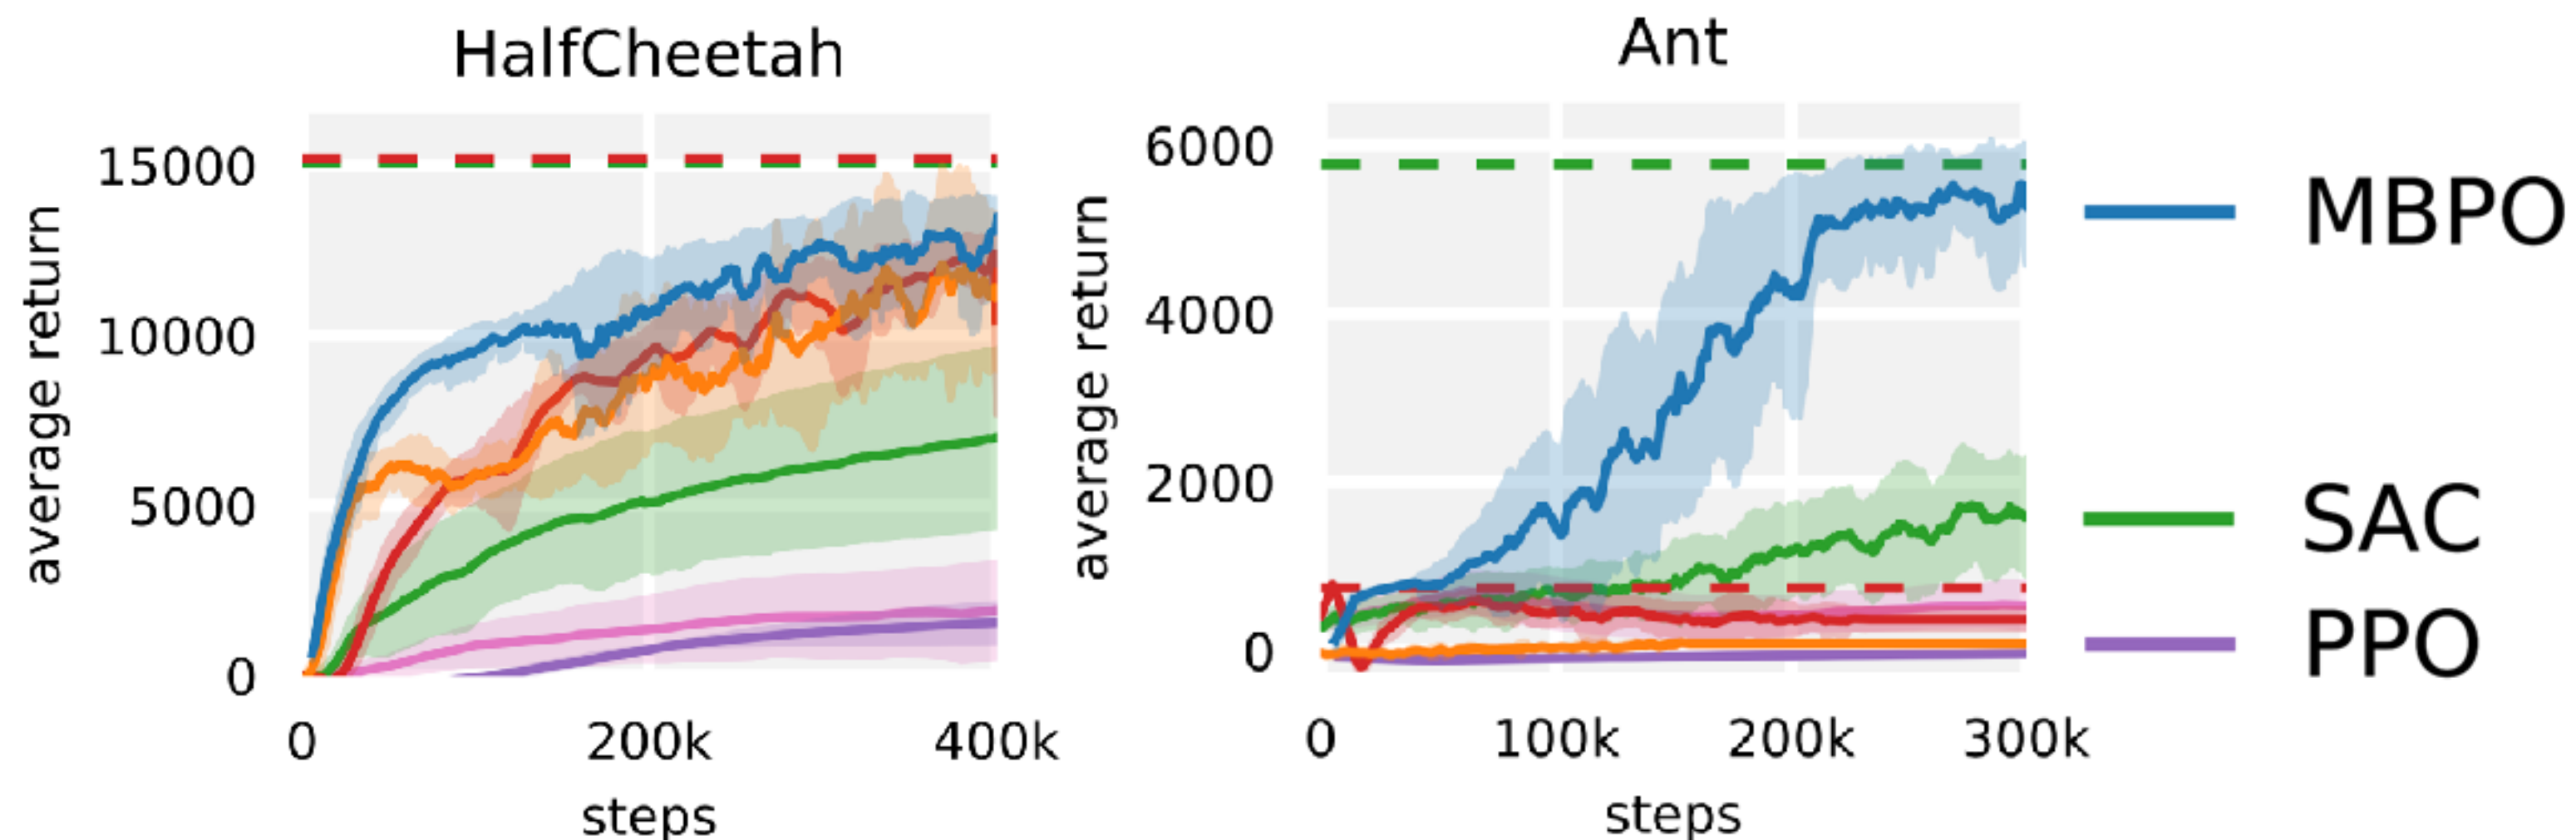 HalfCheetah
average return
15000
10000
5000
0
0 200k 400k
steps
Ant
average return
6000
4000
2000
0
0 100k 200k 300k
steps
MBPO
SAC
PPO